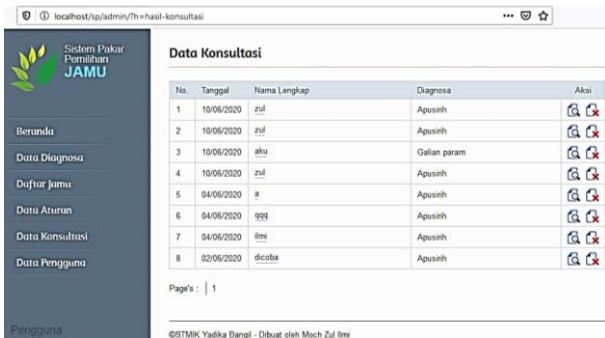 localhost/sp/admin/?h=hasil-konsultasi
Sistem Pakar
Pemilihan
JAMU
Beranda
Data Diagnosa
Daftar Jamu
Data Aturan
Data Konsultasi
Data Pengguna
Pengguna
Data Konsultasi
No. Tanggal Nama Lengkap Diagnosa Aksi
1 10/06/2020 zul Apusinh
2 10/06/2020 zul Apusinh
3 10/06/2020 aku Galian param
4 10/06/2020 zul Apusinh
5 04/06/2020 a Apusinh
6 04/06/2020 qqq Apusinh
7 04/06/2020 ilmi Apusinh
8 02/06/2020 dicoba Apusinh
Page's : | 1
©STMIK Yadika Bangil - Dibuat oleh Moch Zul Ilmi